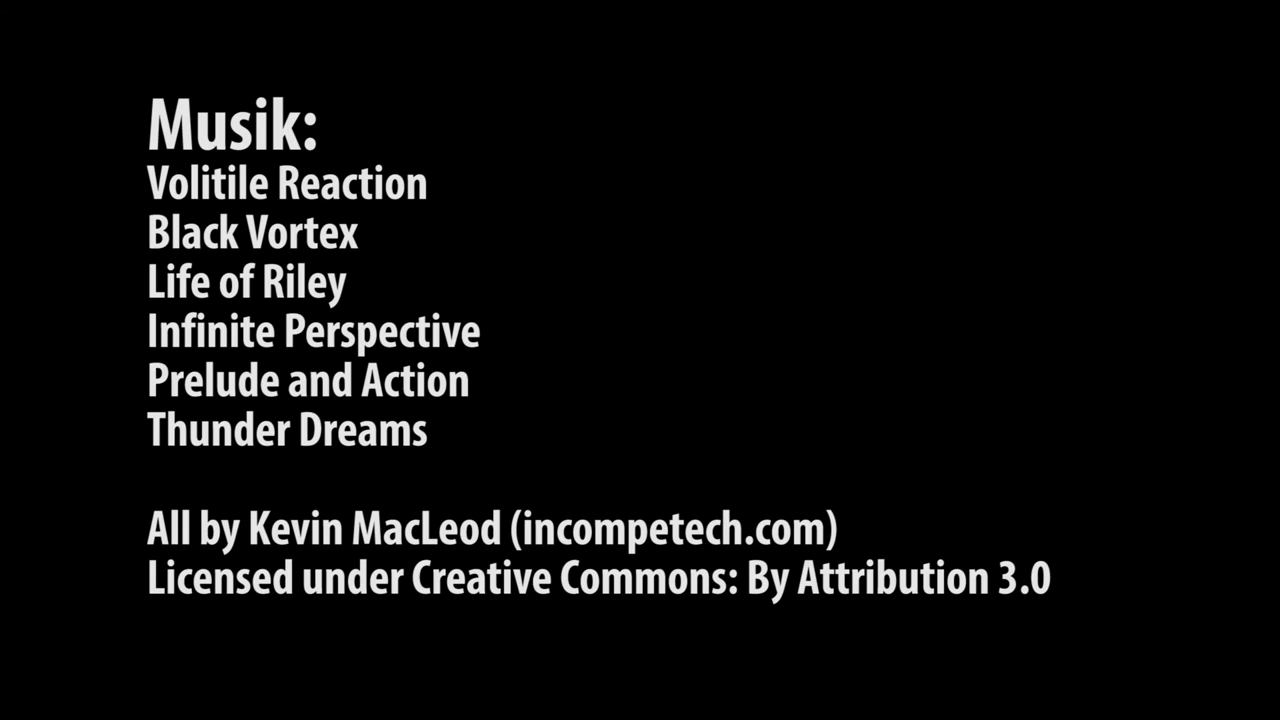 Musik:
Volitile Reaction
Black Vortex
Life of Riley
Infinite Perspective
Prelude and Action
Thunder Dreams
All by Kevin MacLeod (incompetech.com)
Licensed under Creative Commons: By Attribution 3.0